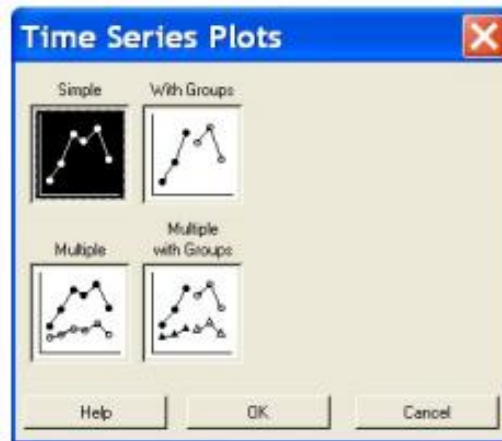 Time Series Plots
Simple
With Groups
Multiple
Multiple
with Groups
Help
OK
Cancel